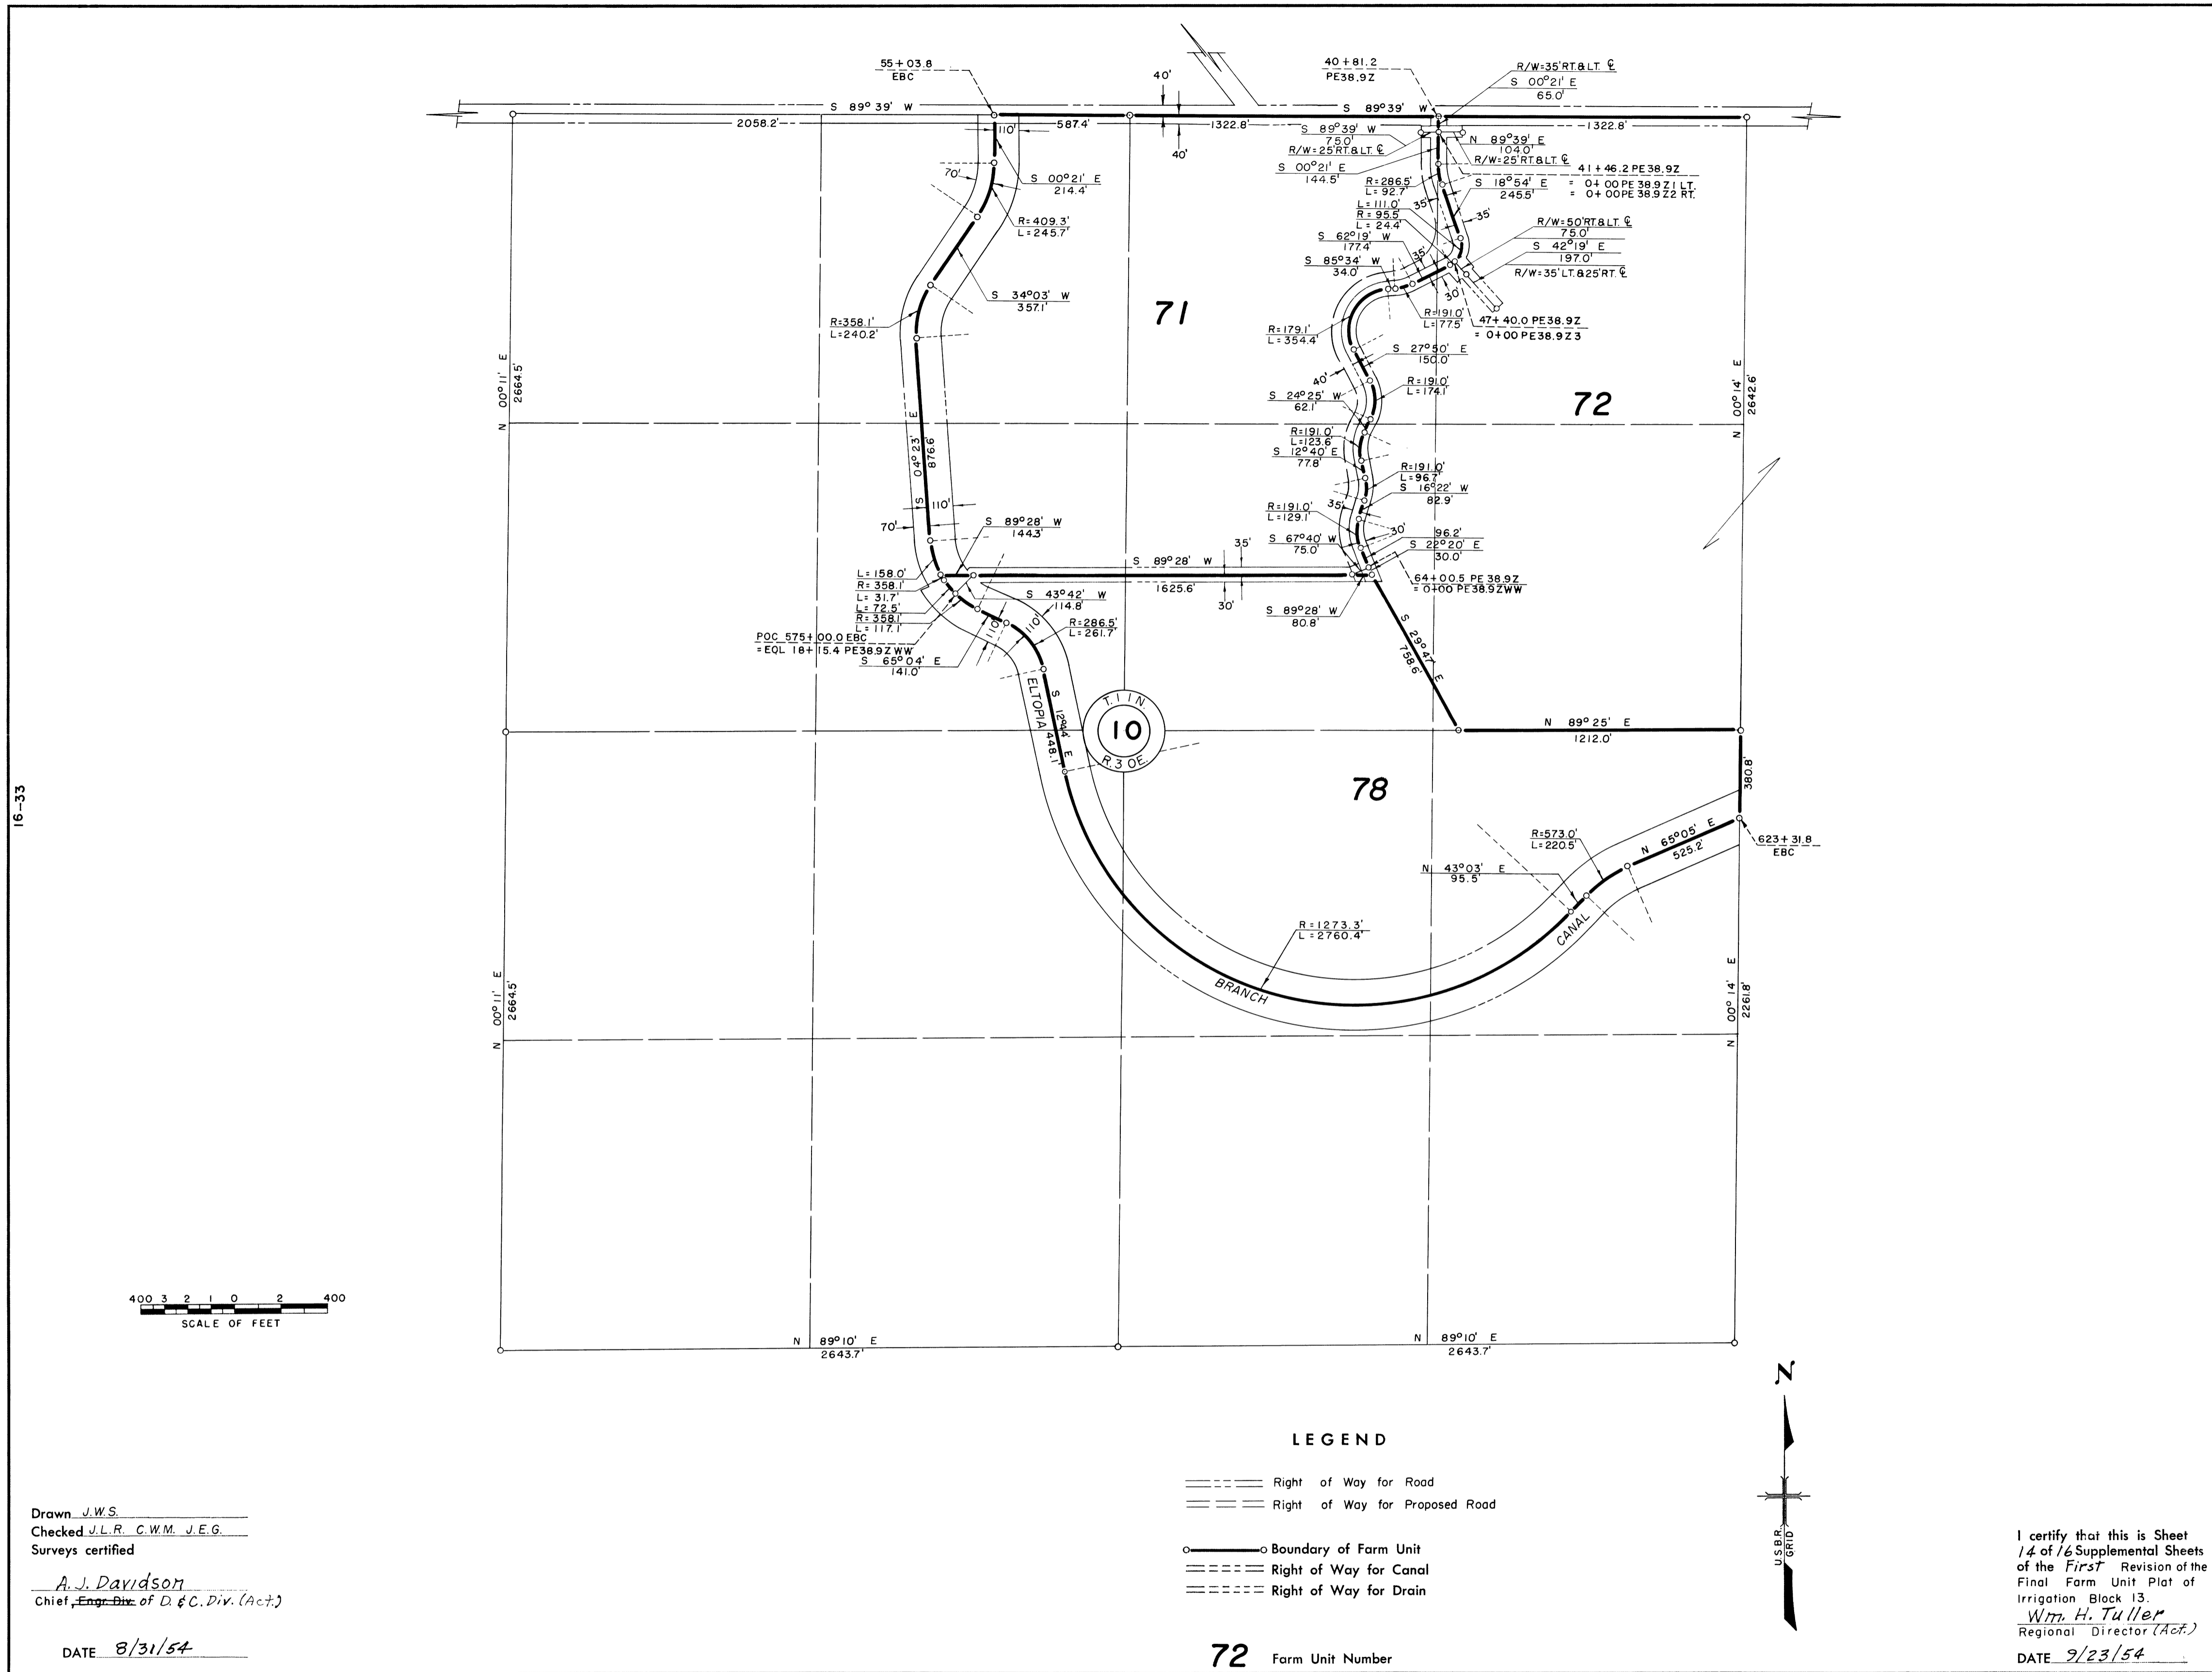 55+03.8
EBC
40+81.2
PE38.9Z
R/W=35'RT.&LT. ℄
S 00°21' E
65.0'
40'
S 89°39' W
S 89°39' W
2058.2'
110'
587.4'
1322.8'
1322.8'
40'
S 89°39' W
75.0'
R/W=25'RT.&LT. ℄
N 89°39' E
104.0'
R/W=25'RT.&LT. ℄
S 00°21' E
144.5'
41+46.2 PE38.9Z
= 0+00 PE38.9Z1 LT.
= 0+00PE38.9Z2 RT.
70'
S 00°21' E
214.4'
R=286.5'
L=92.7'
S 18°54' E
245.5'
L=111.0'
R=95.5'
L=24.4'
35'
35'
R=409.3'
L=245.7'
R/W=50'RT.&LT. ℄
75.0'
S 42°19' E
197.0'
R/W=35'LT.&25'RT. ℄
S 62°19' W
177.4'
35'
S 85°34' W
34.0'
30'
S 34°03' W
357.1'
71
R=191.0'
L=77.5'
47+40.0 PE38.9Z
= 0+00 PE38.9Z3
R=358.1'
L=240.2'
R=179.1'
L=354.4'
S 27°50' E
150.0'
N 00°11' E
2664.5'
40'
R=191.0'
L=174.1'
N 00°14' E
2642.6'
S 24°25' W
62.1'
72
R=191.0'
L=123.6'
S 12°40' E
77.8'
S 04°23' E
876.6'
R=191.0'
L=96.7'
S 16°22' W
82.9'
110'
70'
R=191.0'
L=129.1'
35'
30'
S 89°28' W
144.3'
S 67°40' W
75.0'
96.2'
S 22°20' E
30.0'
35'
S 89°28' W
1625.6'
30'
64+00.5 PE 38.9Z
= 0+00 PE38.9ZWW
L=158.0'
R=358.1'
L=31.7'
L=72.5'
R=358.1'
L=117.1'
S 43°42' W
114.8'
S 89°28' W
80.8'
110'
110'
R=286.5'
L=261.7'
POC 575+00.0 EBC
=EQL 18+15.4 PE38.9ZWW
S 65°04' E
141.0'
S 29°47' E
758.6'
ELTOPIA
S 12°44' E
448.1'
T.11N.
10
R.30E.
N 89°25' E
1212.0'
380.8'
78
16-33
R=573.0'
L=220.5'
N 65°05' E
525.2'
623+31.8
EBC
N 43°03' E
95.5'
R=1273.3'
L=2760.4'
CANAL
BRANCH
N 00°11' E
2664.5'
N 00°14' E
2261.8'
400 3 2 1 0 2 400
SCALE OF FEET
N 89°10' E
2643.7'
N 89°10' E
2643.7'
N
U.S.B.R.
GRID
LEGEND
Right of Way for Road
Right of Way for Proposed Road
Boundary of Farm Unit
Right of Way for Canal
Right of Way for Drain
72 Farm Unit Number
Drawn J.W.S.
Checked J.L.R. C.W.M. J.E.G.
Surveys certified
A. J. Davidson
Chief, Engr. Div. of D. & C. Div. (Act.)
DATE 8/31/54
I certify that this is Sheet
14 of 16 Supplemental Sheets
of the First Revision of the
Final Farm Unit Plat of
Irrigation Block 13.
Wm. H. Tuller
Regional Director (Act.)
DATE 9/23/54